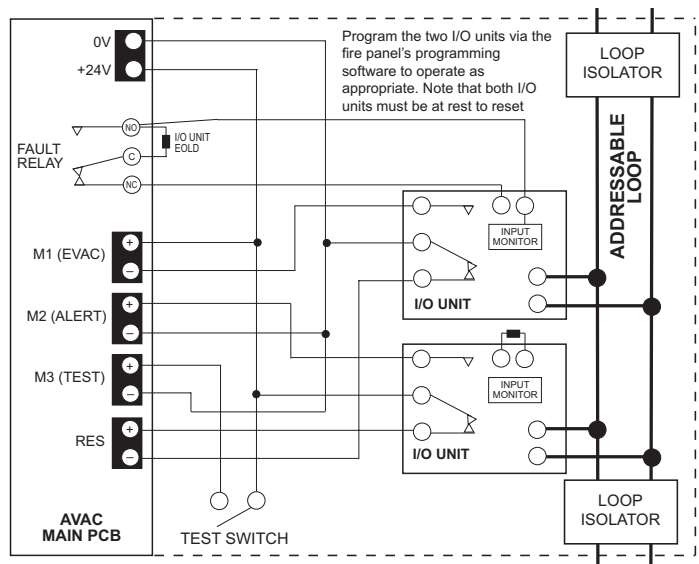 0V
+24V
Program the two I/O units via the
fire panel's programming
software to operate as
appropriate. Note that both I/O
units must be at rest to reset
LOOP
ISOLATOR
NO
I/O UNIT
EOLD
FAULT
RELAY
C
NC
ADDRESSABLE
LOOP
INPUT
MONITOR
I/O UNIT
M1 (EVAC)
+
–
M2 (ALERT)
+
–
M3 (TEST)
+
–
INPUT
MONITOR
I/O UNIT
RES
+
–
LOOP
ISOLATOR
AVAC
MAIN PCB
TEST SWITCH